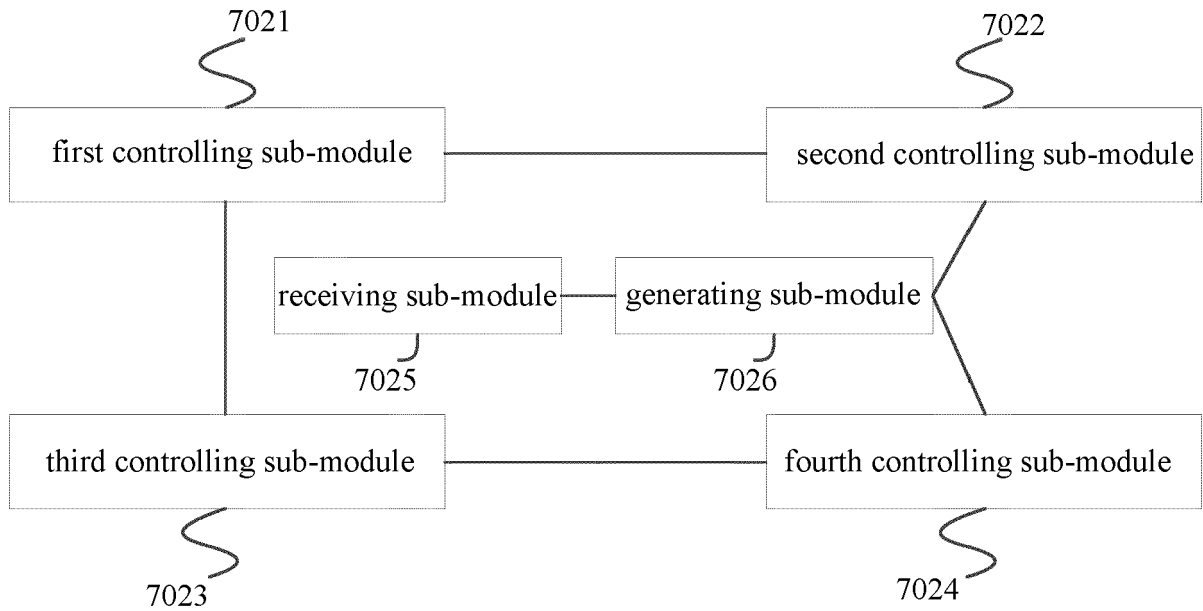 7021
7022
first controlling sub-module
second controlling sub-module
receiving sub-module
generating sub-module
7025
7026
third controlling sub-module
fourth controlling sub-module
7023
7024